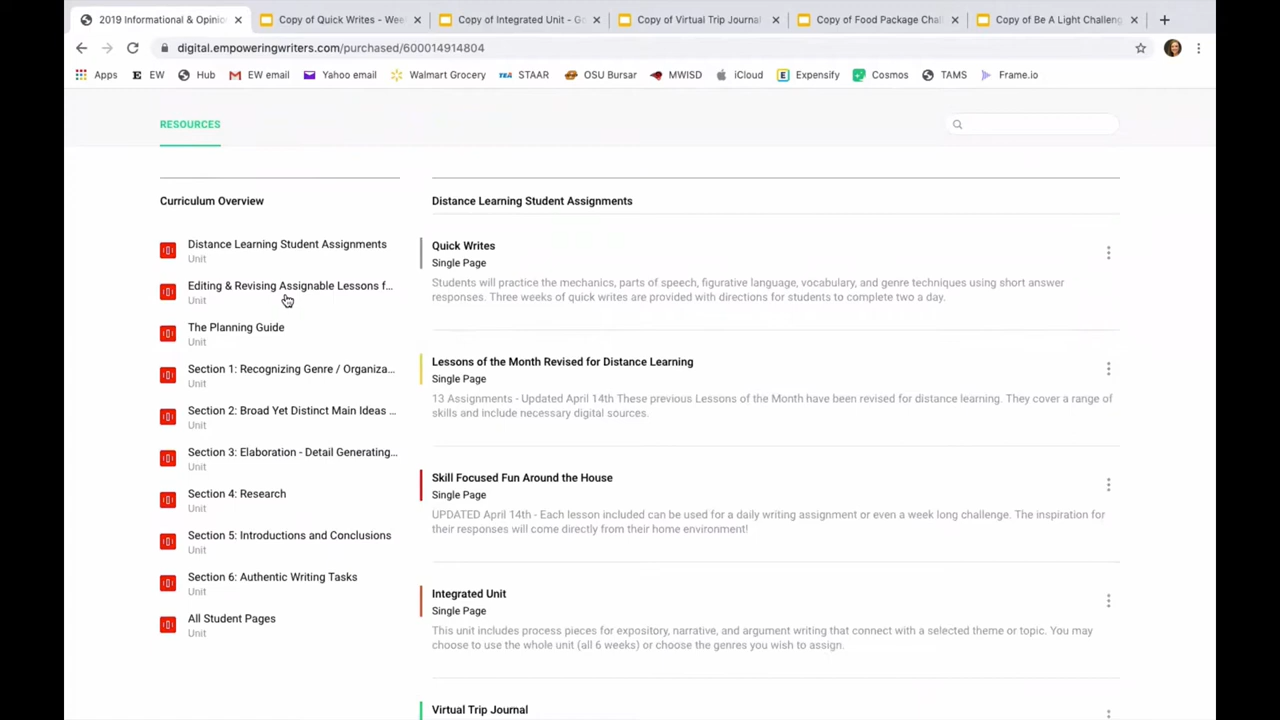 2019 Informational & Opinio
Copy of Quick Writes - Wee
Copy of Integrated Unit - Go
Copy of Virtual Trip Journal
Copy of Food Package Chal
Copy of Be A Light Challeng
digital.empoweringwriters.com/purchased/600014914804
Apps
EW
Hub
EW email
Yahoo email
Walmart Grocery
TEA STAAR
OSU Bursar
MWISD
iCloud
Expensify
Cosmos
TAMS
Frame.io
RESOURCES
Curriculum Overview
Distance Learning Student Assignments
Unit
Editing & Revising Assignable Lessons f...
Unit
The Planning Guide
Unit
Section 1: Recognizing Genre / Organiza...
Unit
Section 2: Broad Yet Distinct Main Ideas ...
Unit
Section 3: Elaboration - Detail Generating...
Unit
Section 4: Research
Unit
Section 5: Introductions and Conclusions
Unit
Section 6: Authentic Writing Tasks
Unit
All Student Pages
Unit
Distance Learning Student Assignments
Quick Writes
Single Page
Students will practice the mechanics, parts of speech, figurative language, vocabulary, and genre techniques using short answer
responses. Three weeks of quick writes are provided with directions for students to complete two a day.
Lessons of the Month Revised for Distance Learning
Single Page
13 Assignments - Updated April 14th These previous Lessons of the Month have been revised for distance learning. They cover a range of
skills and include necessary digital sources.
Skill Focused Fun Around the House
Single Page
UPDATED April 14th - Each lesson included can be used for a daily writing assignment or even a week long challenge. The inspiration for
their responses will come directly from their home environment!
Integrated Unit
Single Page
This unit includes process pieces for expository, narrative, and argument writing that connect with a selected theme or topic. You may
choose to use the whole unit (all 6 weeks) or choose the genres you wish to assign.
Virtual Trip Journal